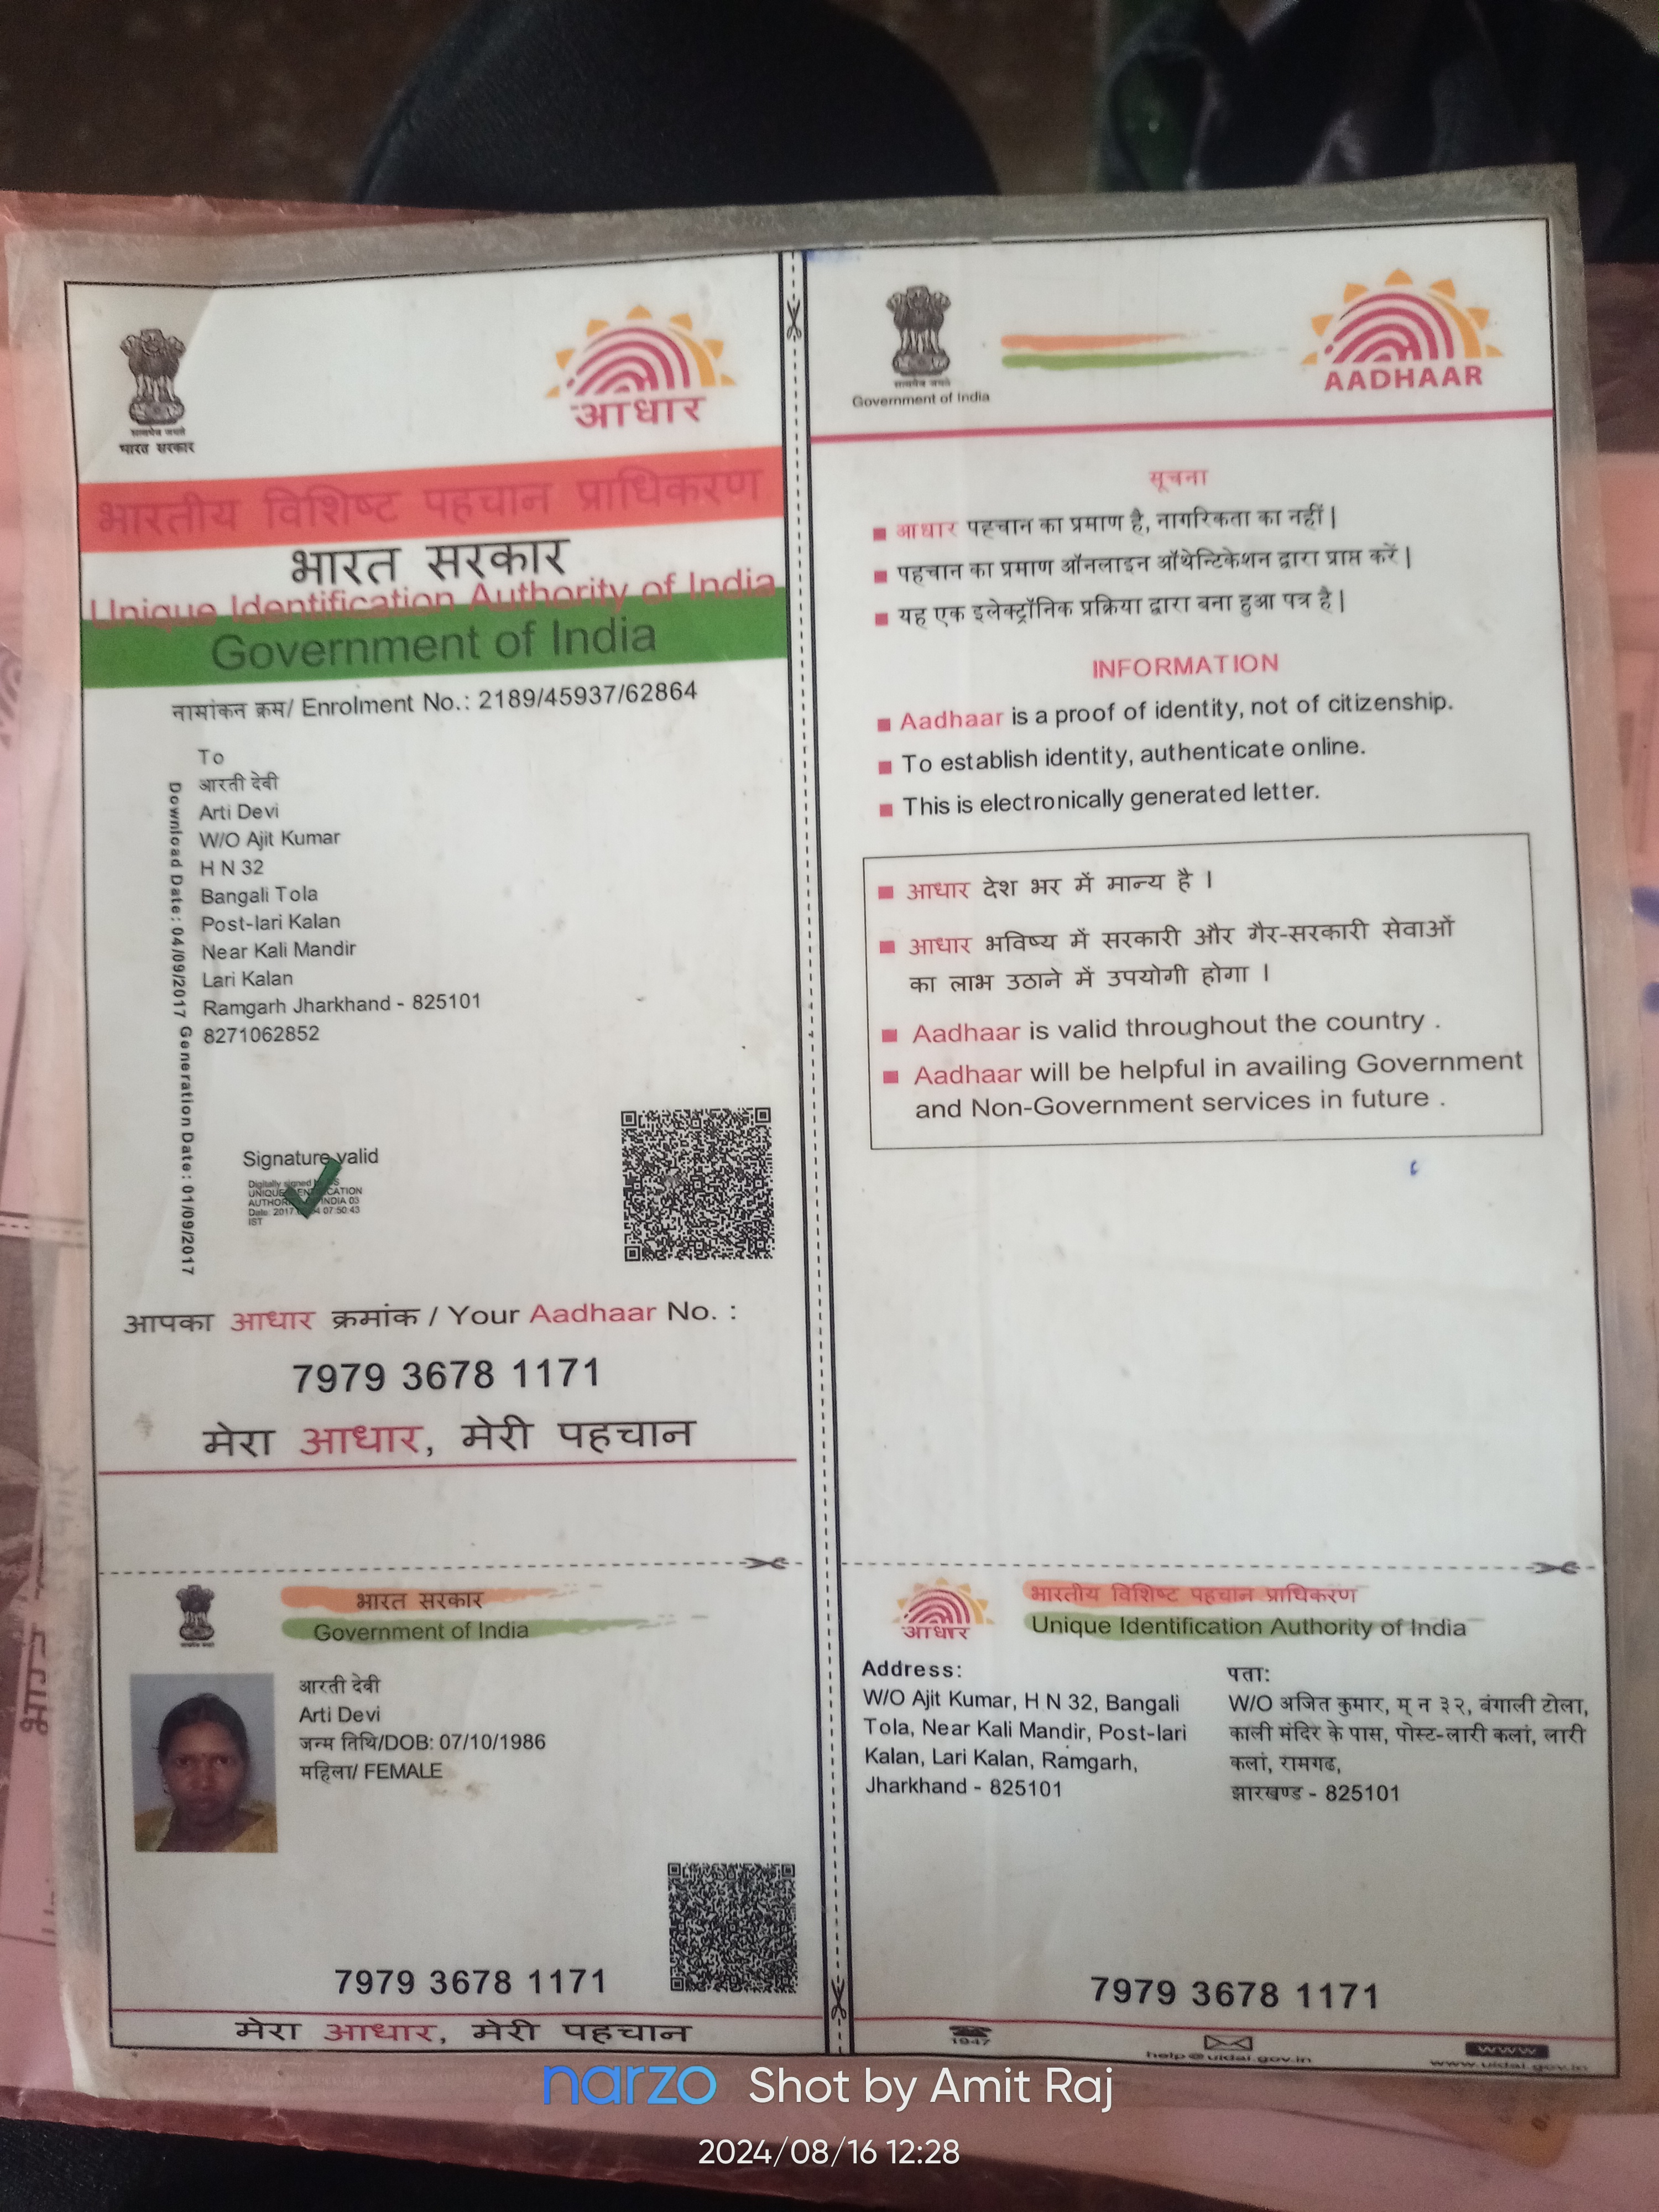 भारत सरकार
आधार
भारतीय विशिष्ट पहचान प्राधिकरण
भारत सरकार
Unique Identification Authority of India
Government of India
नामांकन क्रम/ Enrolment No.: 2189/45937/62864
To
आरती देवी
Arti Devi
W/O Ajit Kumar
H N 32
Bangali Tola
Post-lari Kalan
Near Kali Mandir
Lari Kalan
Ramgarh Jharkhand - 825101
8271062852
Download Date: 04/09/2017 Generation Date: 01/09/2017
Signature valid
Digitally signed
UNIQUE
INDIA 03
07:50:43
IST
आपका आधार क्रमांक / Your Aadhaar No. :
7979 3678 1171
मेरा आधार, मेरी पहचान
Government of India
AADHAAR
सूचना
आधार पहचान का प्रमाण है, नागरिकता का नहीं |
पहचान का प्रमाण ऑनलाइन ऑथेन्टिकेशन द्वारा प्राप्त करें |
यह एक इलेक्ट्रॉनिक प्रक्रिया द्वारा बना हुआ पत्र है |
INFORMATION
Aadhaar is a proof of identity, not of citizenship.
To establish identity, authenticate online.
This is electronically generated letter.
आधार देश भर में मान्य है ।
आधार भविष्य में सरकारी और गैर-सरकारी सेवाओं
का लाभ उठाने में उपयोगी होगा ।
Aadhaar is valid throughout the country .
Aadhaar will be helpful in availing Government
and Non-Government services in future .
भारत सरकार
Government of India
आरती देवी
Arti Devi
जन्म तिथि/DOB: 07/10/1986
महिला/ FEMALE
7979 3678 1171
मेरा आधार, मेरी पहचान
आधार
भारतीय विशिष्ट पहचान प्राधिकरण
Unique Identification Authority of India
Address:
W/O Ajit Kumar, H N 32, Bangali
Tola, Near Kali Mandir, Post-lari
Kalan, Lari Kalan, Ramgarh,
Jharkhand - 825101
पता:
W/O अजित कुमार, म् न ३२, बंगाली टोला,
काली मंदिर के पास, पोस्ट-लारी कलां, लारी
कलां, रामगढ,
झारखण्ड - 825101
7979 3678 1171
1947
help@uidai.gov.in
www
www.uidai.gov.in
narzo Shot by Amit Raj
2024/08/16 12:28